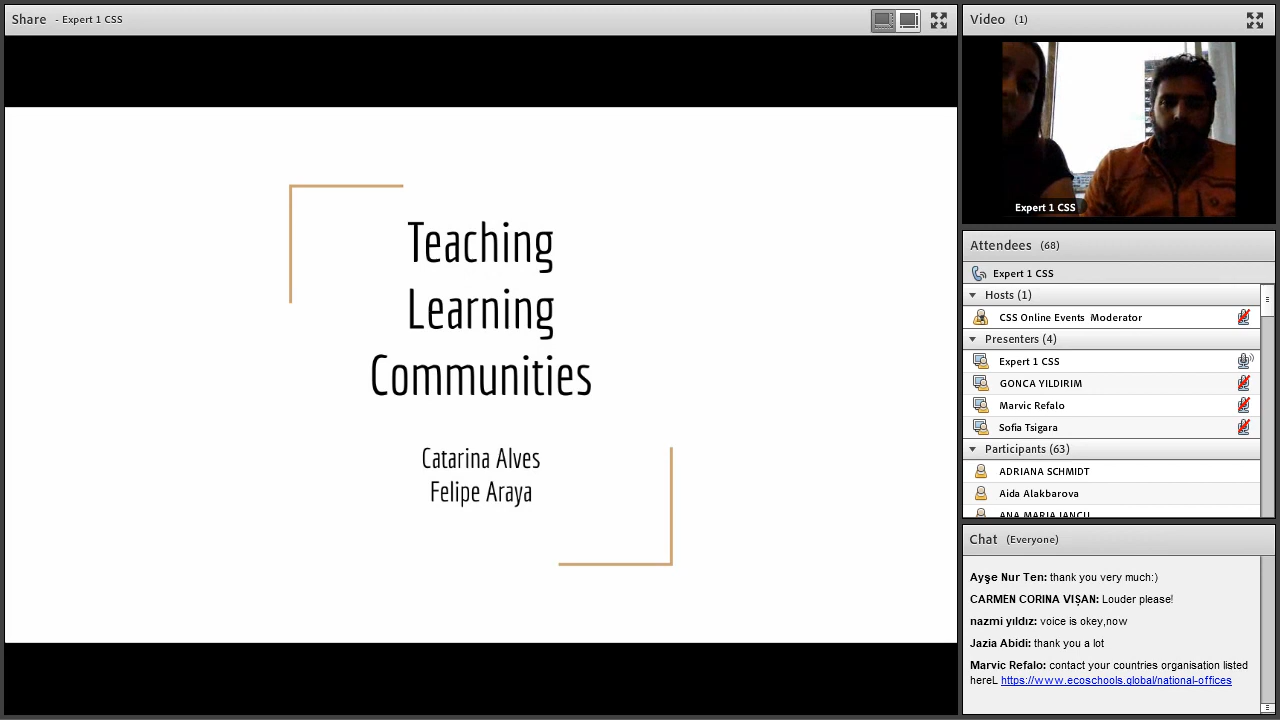 Share - Expert 1 CSS
Teaching
Learning
Communities
Catarina Alves
Felipe Araya
Video (1)
Expert 1 CSS
Attendees (68)
Expert 1 CSS
Hosts (1)
CSS Online Events Moderator
Presenters (4)
Expert 1 CSS
GONCA YILDIRIM
Marvic Refalo
Sofia Tsigara
Participants (63)
ADRIANA SCHMIDT
Aida Alakbarova
ANA MARIA IANCU
Chat (Everyone)
Ayşe Nur Ten: thank you very much:)
CARMEN CORINA VIȘAN: Louder please!
nazmi yıldız: voice is okey,now
Jazia Abidi: thank you a lot
Marvic Refalo: contact your countries organisation listed
hereL https://www.ecoschools.global/national-offices